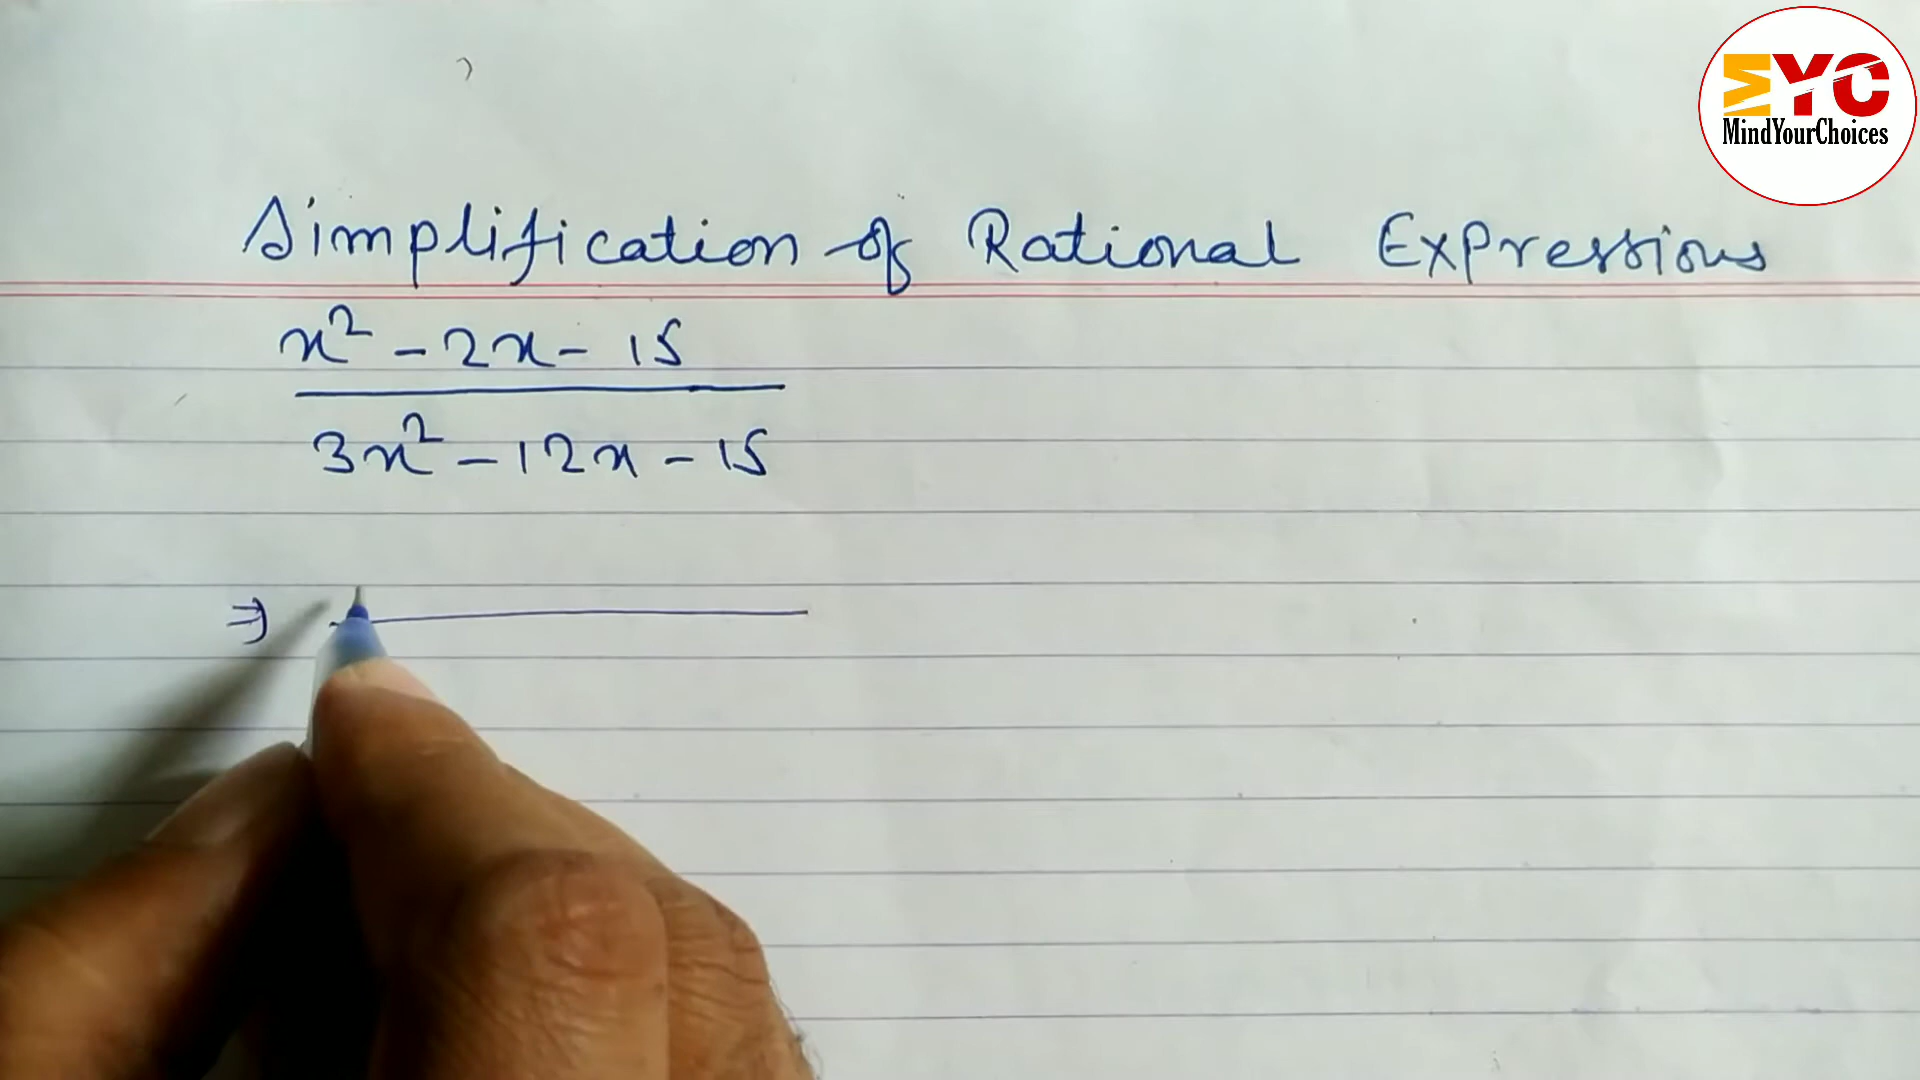 MYC
MindYourChoices
Simplification of Rational Expressions
x² - 2x - 15
3x² - 12x - 15
⇒